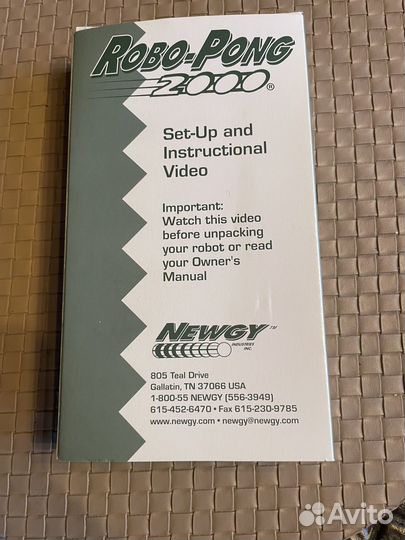 ROBO-PONG
2000®
Set-Up and
Instructional
Video
Important:
Watch this video
before unpacking
your robot or read
your Owner's
Manual
NEWGY™
INDUSTRIES
INC.
805 Teal Drive
Gallatin, TN 37066 USA
1-800-55 NEWGY (556-3949)
615-452-6470 • Fax 615-230-9785
www.newgy.com • newgy@newgy.com
Avito